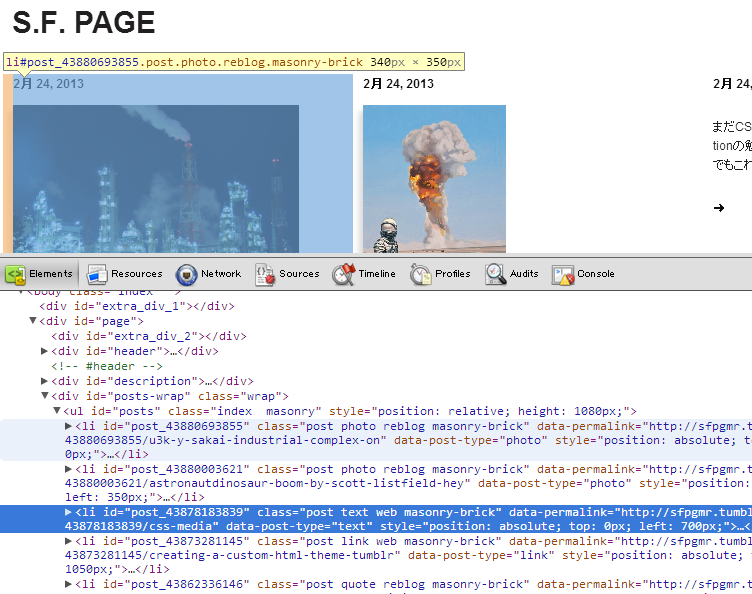 S.F. PAGE
li#post_43880693855.post.photo.reblog.masonry-brick 340px × 350px
2月 24, 2013
2月 24, 2013
2月 24,
まだCS
tionの勉
でもこれ
➔
Elements Resources Network Sources Timeline Profiles Audits Console
<body class="index
<div id="extra_div_1"></div>
▼<div id="page">
<div id="extra_div_2"></div>
▶<div id="header">…</div>
<!-- #header -->
▶<div id="description">…</div>
▼<div id="posts-wrap" class="wrap">
▼<ul id="posts" class="index  masonry" style="position: relative; height: 1080px;">
▶<li id="post_43880693855" class="post photo reblog masonry-brick" data-permalink="http://sfpgmr.t
43880693855/u3k-y-sakai-industrial-complex-on" data-post-type="photo" style="position: absolute; to
0px;">…</li>
▶<li id="post_43880003621" class="post photo reblog masonry-brick" data-permalink="http://sfpgmr.t
43880003621/astronautdinosaur-boom-by-scott-listfield-hey" data-post-type="photo" style="position:
left: 350px;">…</li>
▶<li id="post_43878183839" class="post text web masonry-brick" data-permalink="http://sfpgmr.tumbl
43878183839/css-media" data-post-type="text" style="position: absolute; top: 0px; left: 700px;">…<
▶<li id="post_43873281145" class="post link web masonry-brick" data-permalink="http://sfpgmr.tumbl
43873281145/creating-a-custom-html-theme-tumblr" data-post-type="link" style="position: absolute;
1050px;">…</li>
▶<li id="post_43862336146" class="post quote reblog masonry-brick" data-permalink="http://sfpgmr.t